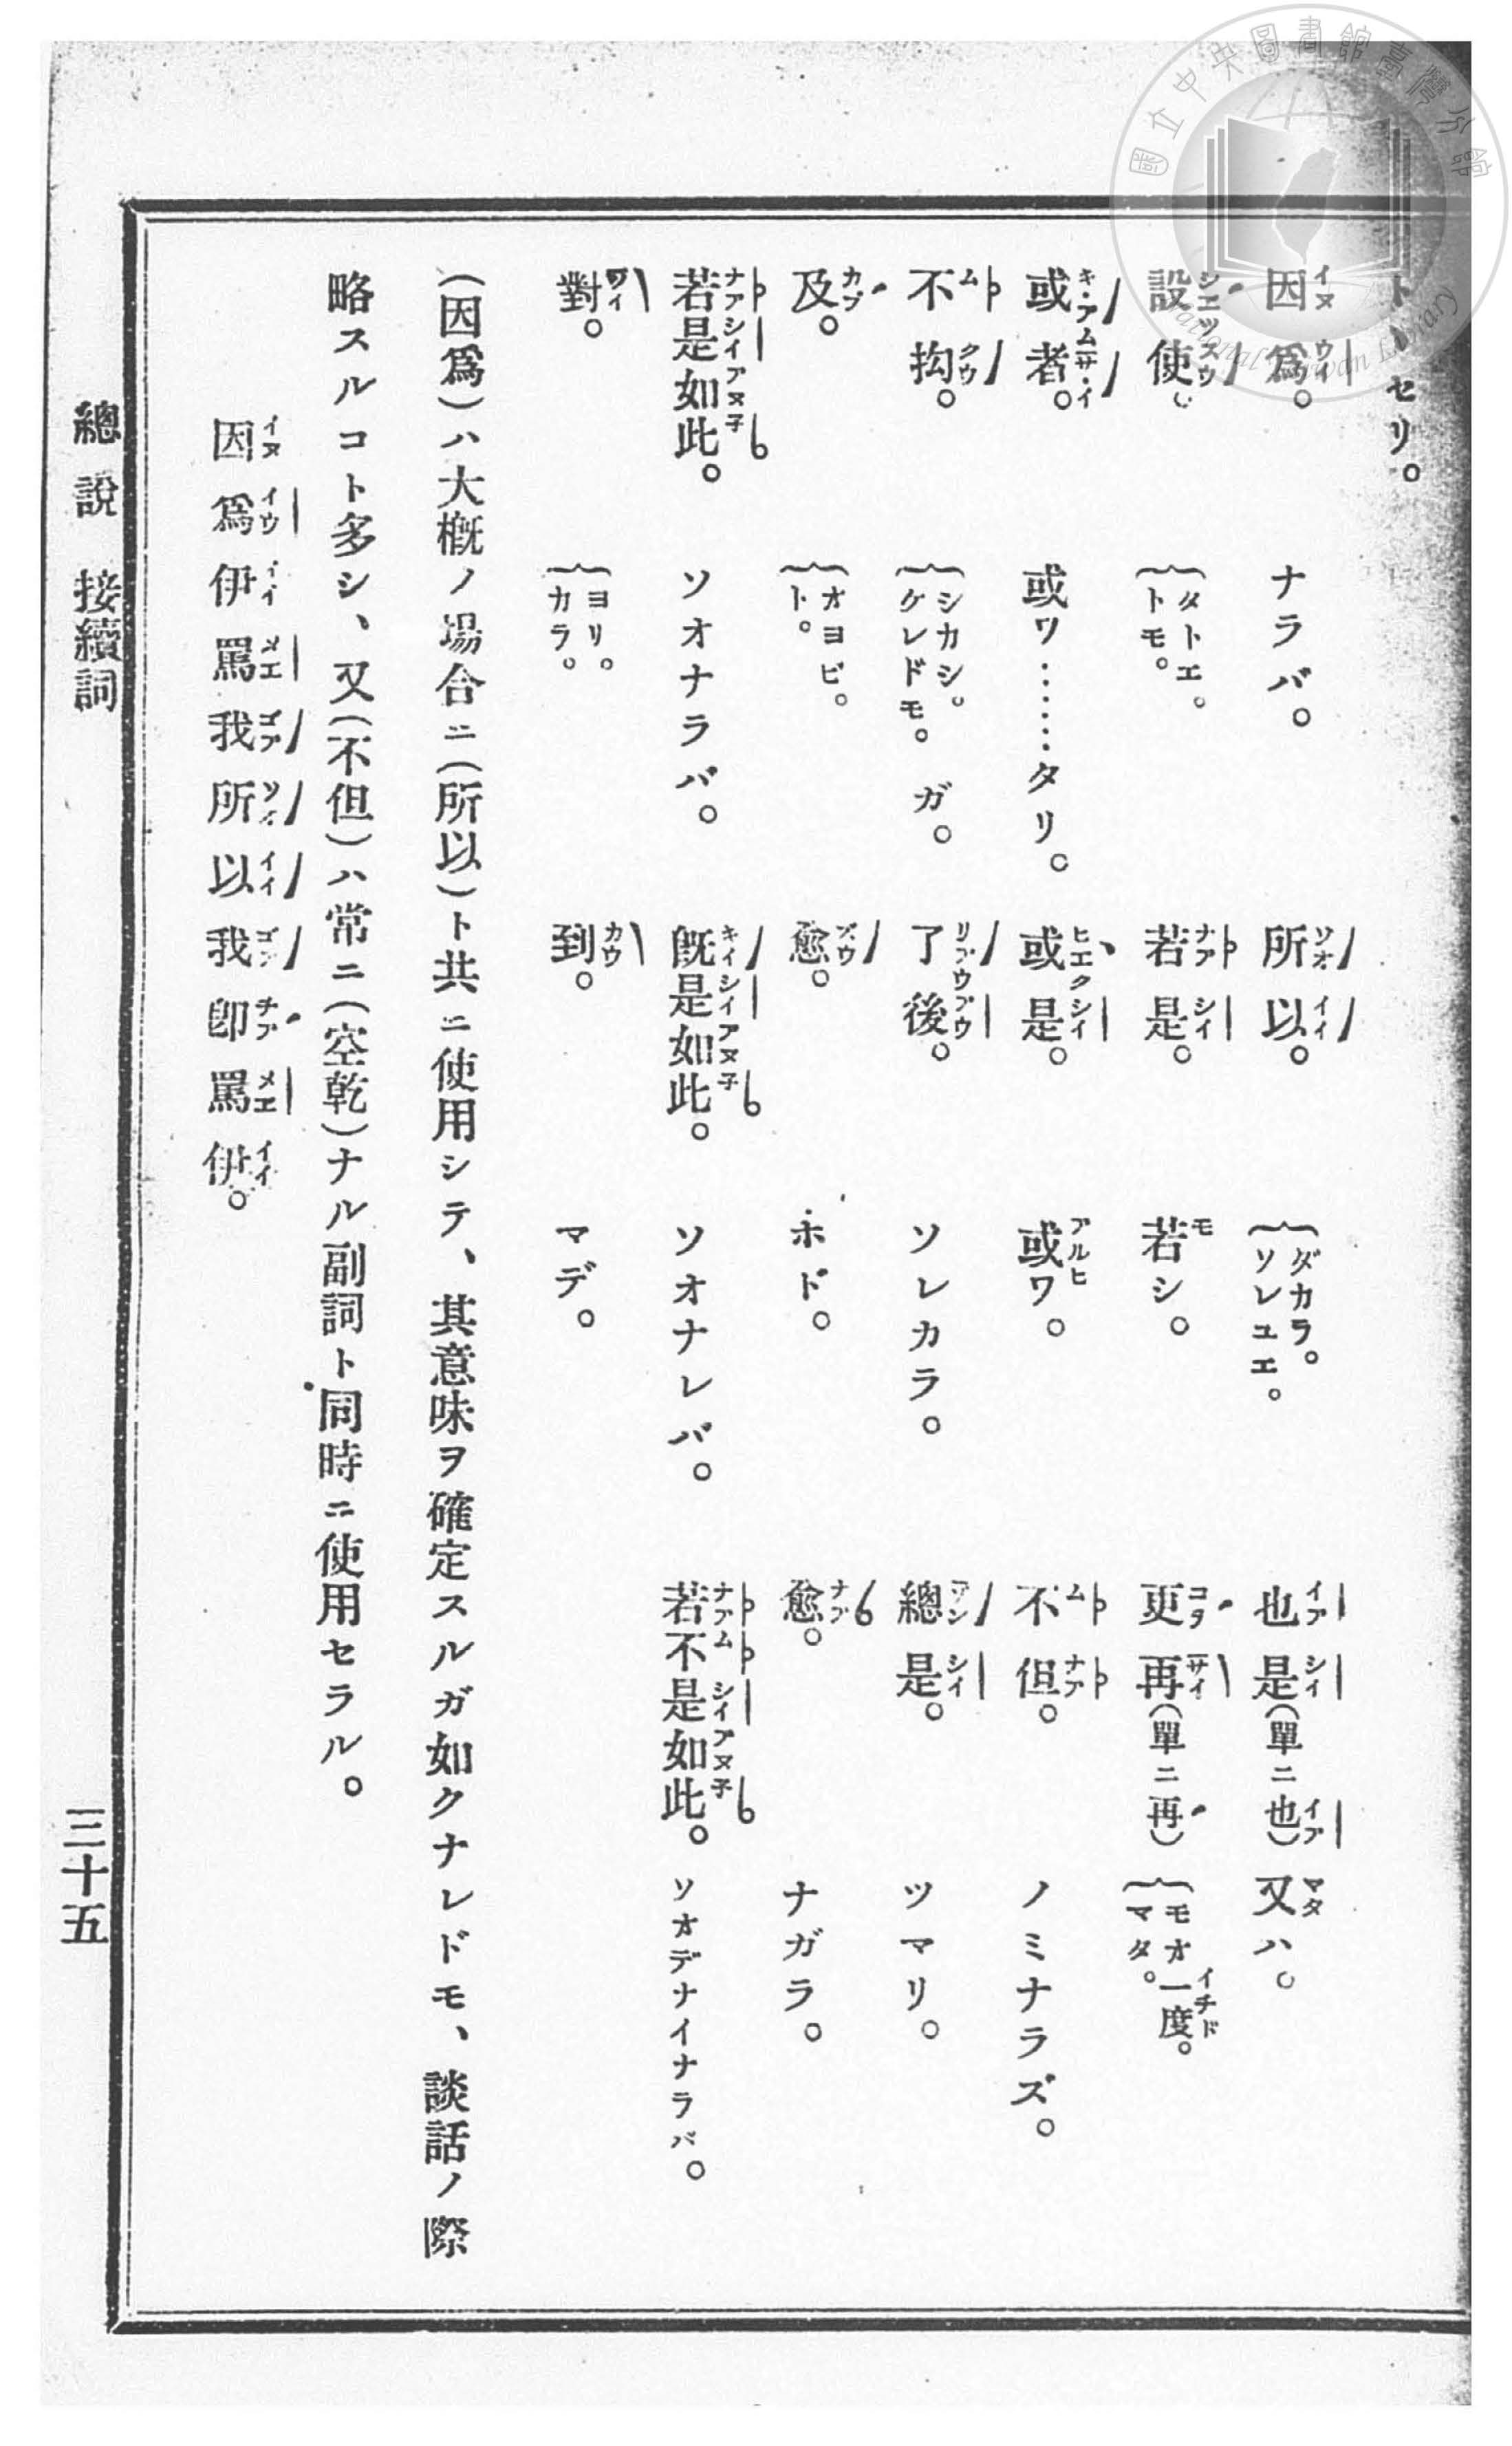 トーセリ。
因爲。 ナラバ。 所以。 ダカラ。ソレユエ。 也是(單ニ也) 又ハ。
設使。 タトエ。トモ。 若是。 若シ。 更再(單ニ再) モオ一度。マタ。
或者。 或ワ……タリ。 或是。 或ワ。 不但。 ノミナラズ。
不拘。 シカシ。ケレドモ。ガ。 了後。 ソレカラ。 總是。 ツマリ。
及。 オヨビ。ト。 愈。 ホド。 愈。 ナガラ。
若是如此。 ソオナラバ。 旣是如此。 ソオナレバ。 若不是如此。 ソオデナイナラバ。
對。 ヨリ。カラ。 到。 マデ。
(因爲)ハ大槪ノ場合ニ(所以)ト共ニ使用シテ、其意味ヲ確定スルガ如クナレドモ、談話ノ際
略スルコト多シ、又(不但)ハ常ニ(空乾)ナル副詞ト同時ニ使用セラル。
因爲伊罵我所以我卽罵伊。
總說 接續詞
三十五
國立中央圖書館臺灣分館
National Taiwan Library